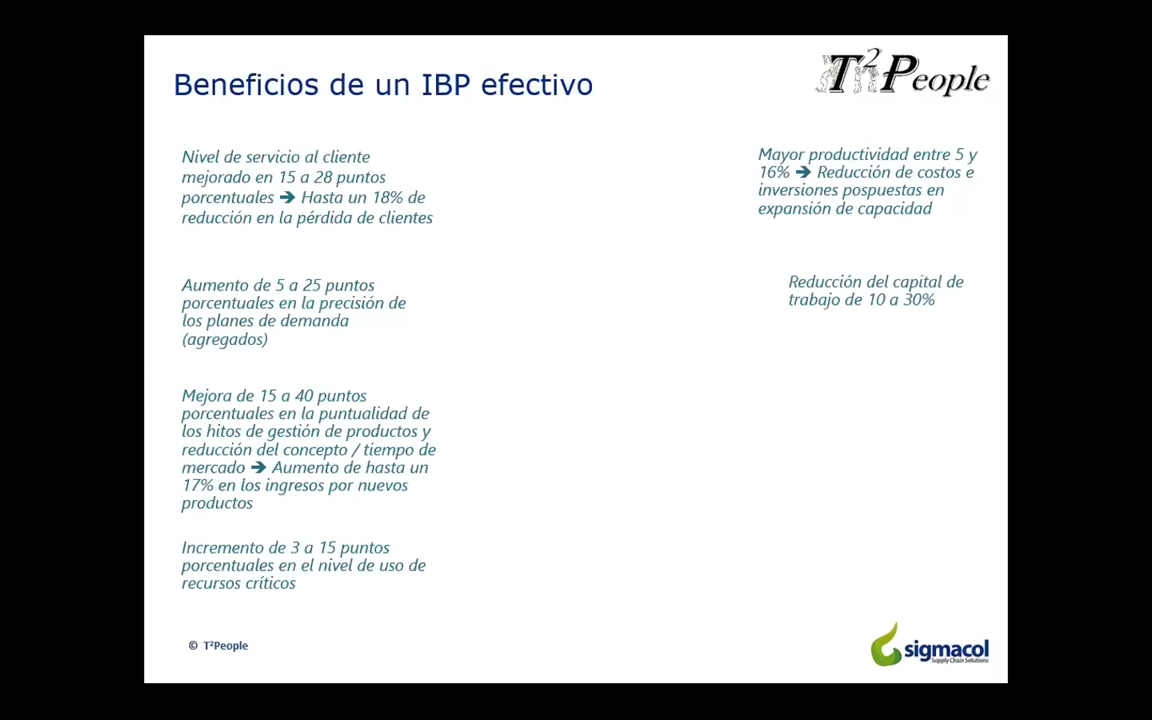 Beneficios de un IBP efectivo
T²People
Nivel de servicio al cliente
mejorado en 15 a 28 puntos
porcentuales ➔ Hasta un 18% de
reducción en la pérdida de clientes
Aumento de 5 a 25 puntos
porcentuales en la precisión de
los planes de demanda
(agregados)
Mejora de 15 a 40 puntos
porcentuales en la puntualidad de
los hitos de gestión de productos y
reducción del concepto / tiempo de
mercado ➔ Aumento de hasta un
17% en los ingresos por nuevos
productos
Incremento de 3 a 15 puntos
porcentuales en el nivel de uso de
recursos críticos
Mayor productividad entre 5 y
16% ➔ Reducción de costos e
inversiones pospuestas en
expansión de capacidad
Reducción del capital de
trabajo de 10 a 30%
© T²People
sigmacol
Supply Chain Solutions